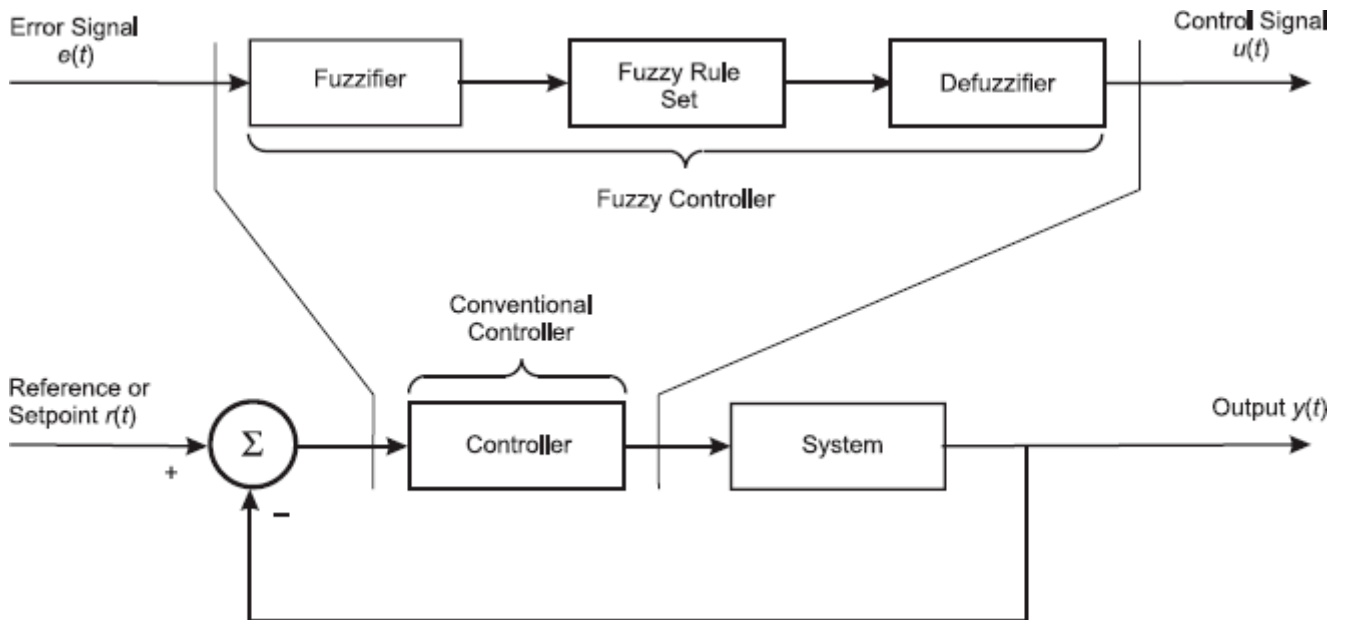 Error Signal
e(t)
Control Signal
u(t)
Fuzzifier
Fuzzy Rule
Set
Defuzzifier
Fuzzy Controller
Conventional
Controller
Reference or
Setpoint r(t)
Output y(t)
Σ
Controller
System
+
−